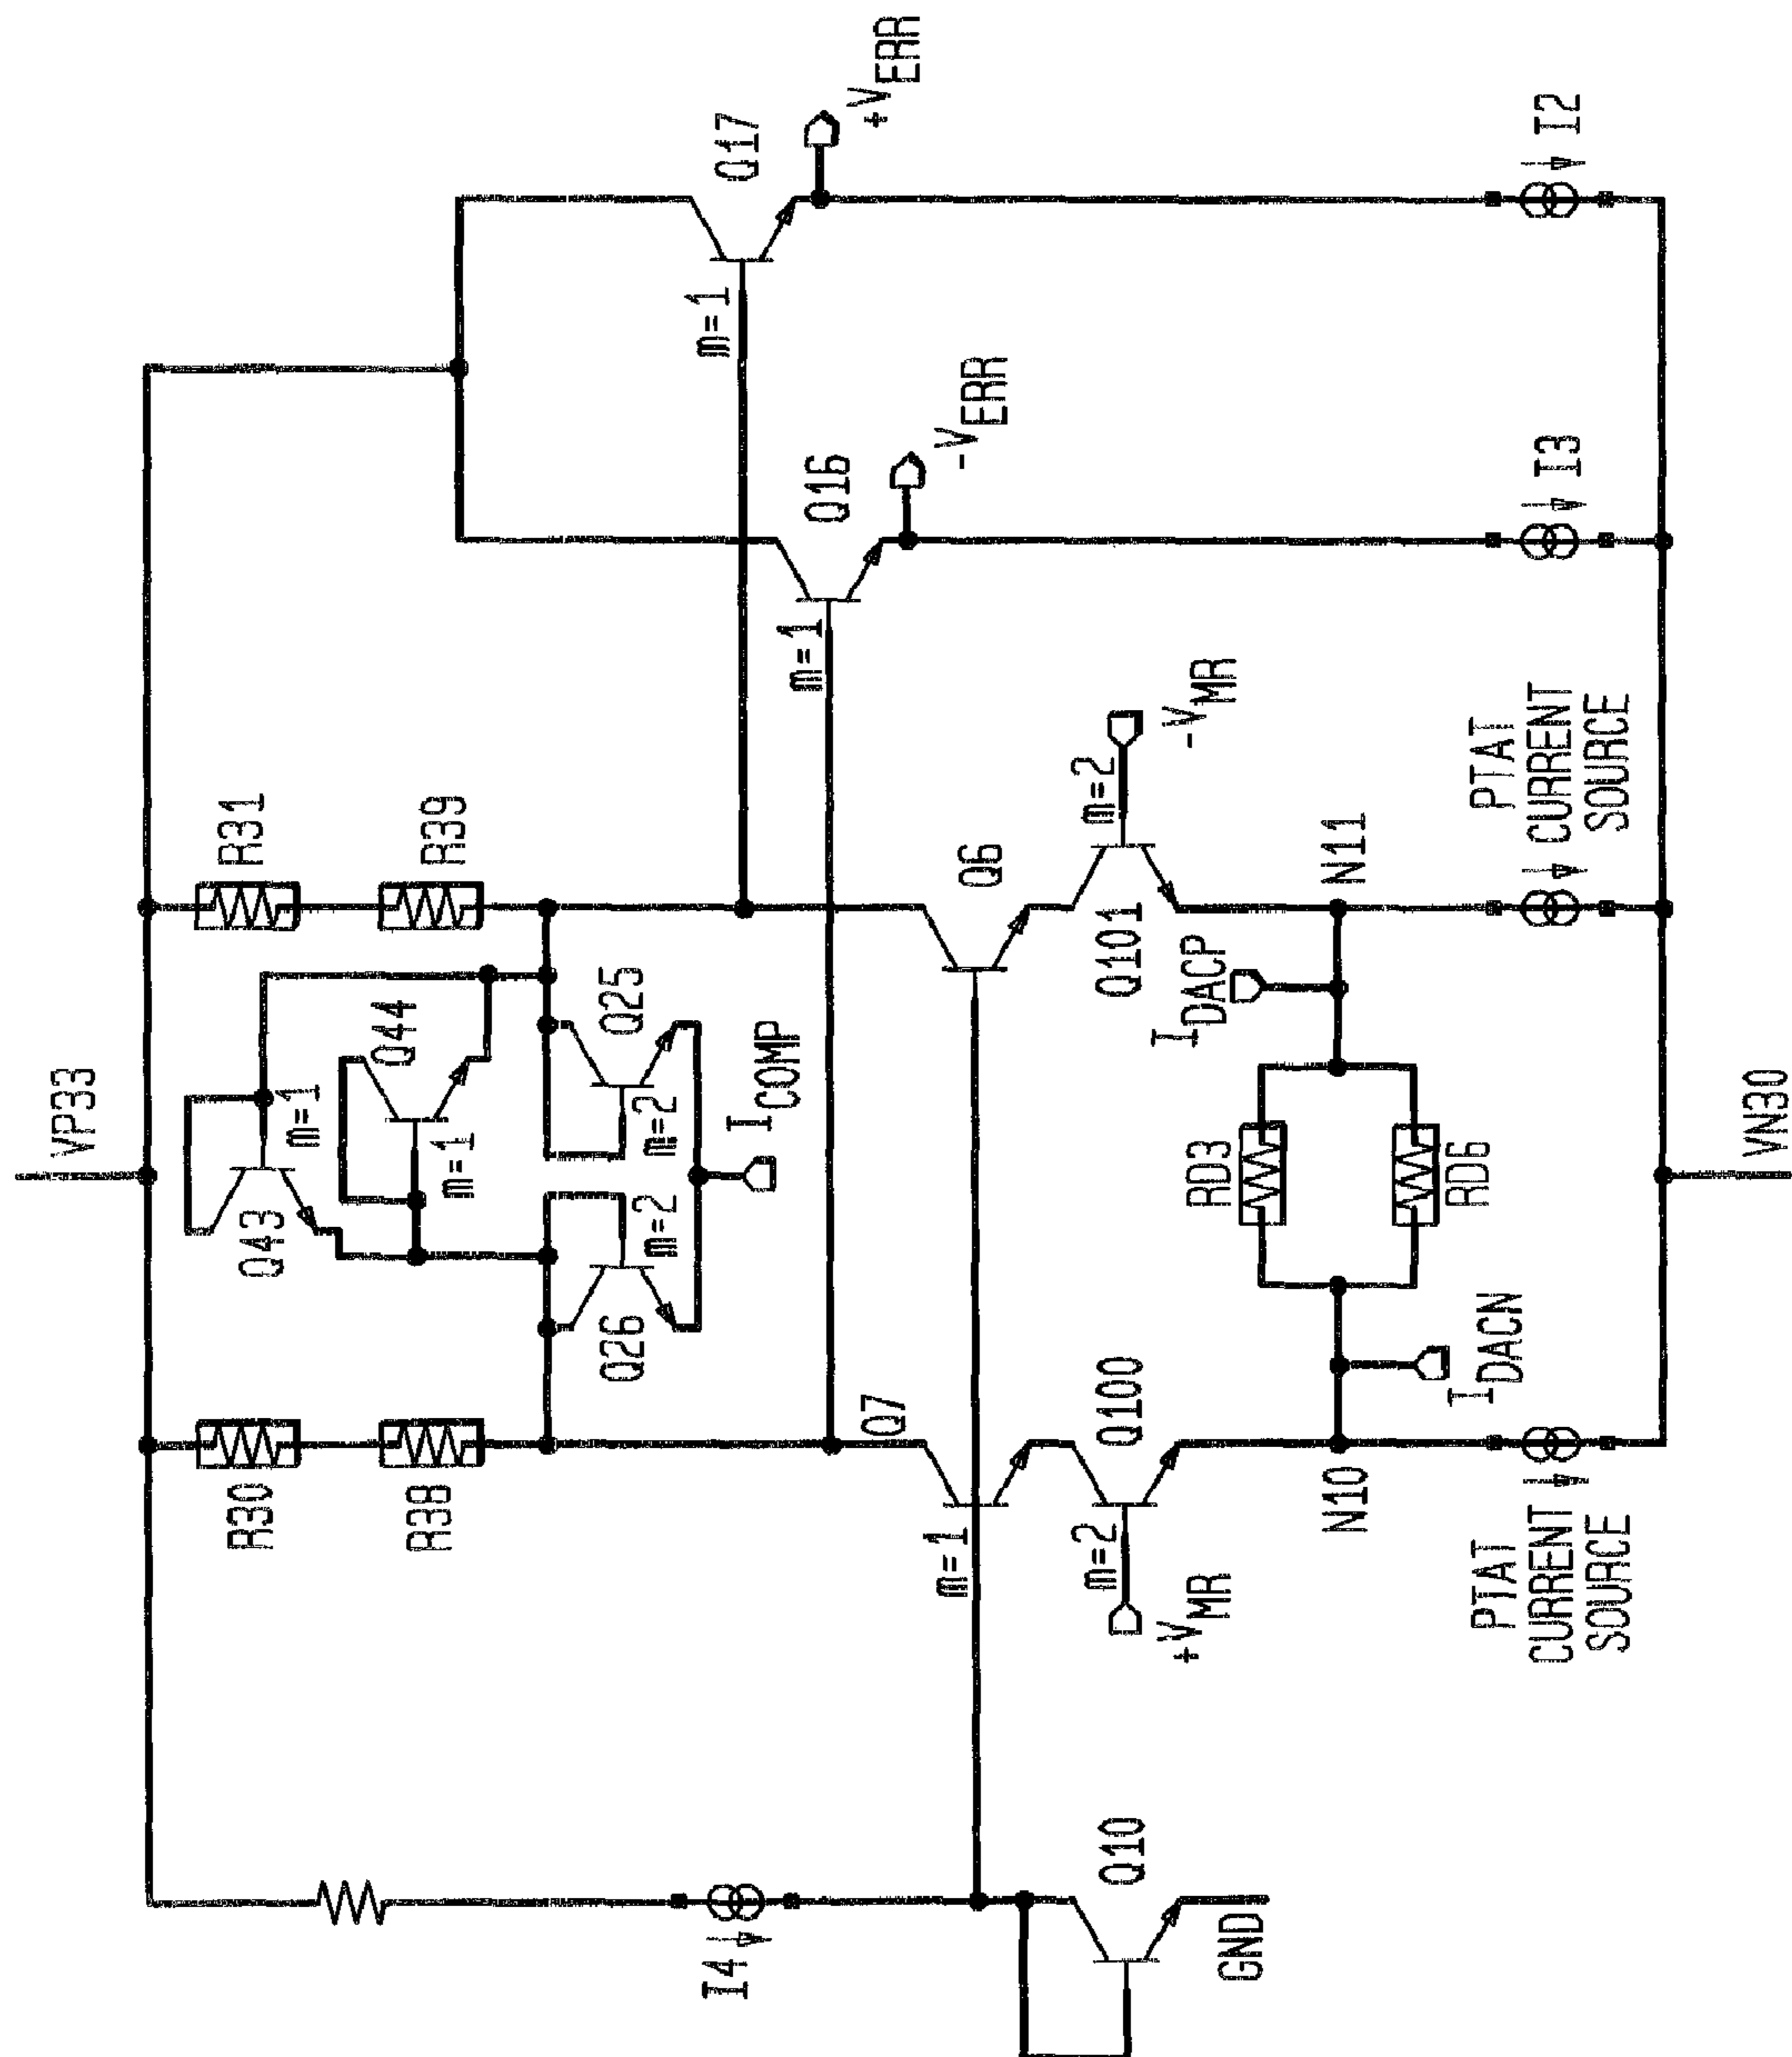 VP33
R30
R38
R31
R39
Q43
m=1
Q44
m=1
Q26
m=2
Q25
m=2
I COMP
I4
Q10
GND
Q7
m=1
Q6
Q100
m=2
+VMR
Q101
m=2
-VMR
Q16
m=1
-VERR
Q17
m=1
+VERR
N10
IDACN
RD3
RD6
IDACP
N11
PTAT
CURRENT
SOURCE
PTAT
CURRENT
SOURCE
I3
I2
VN30